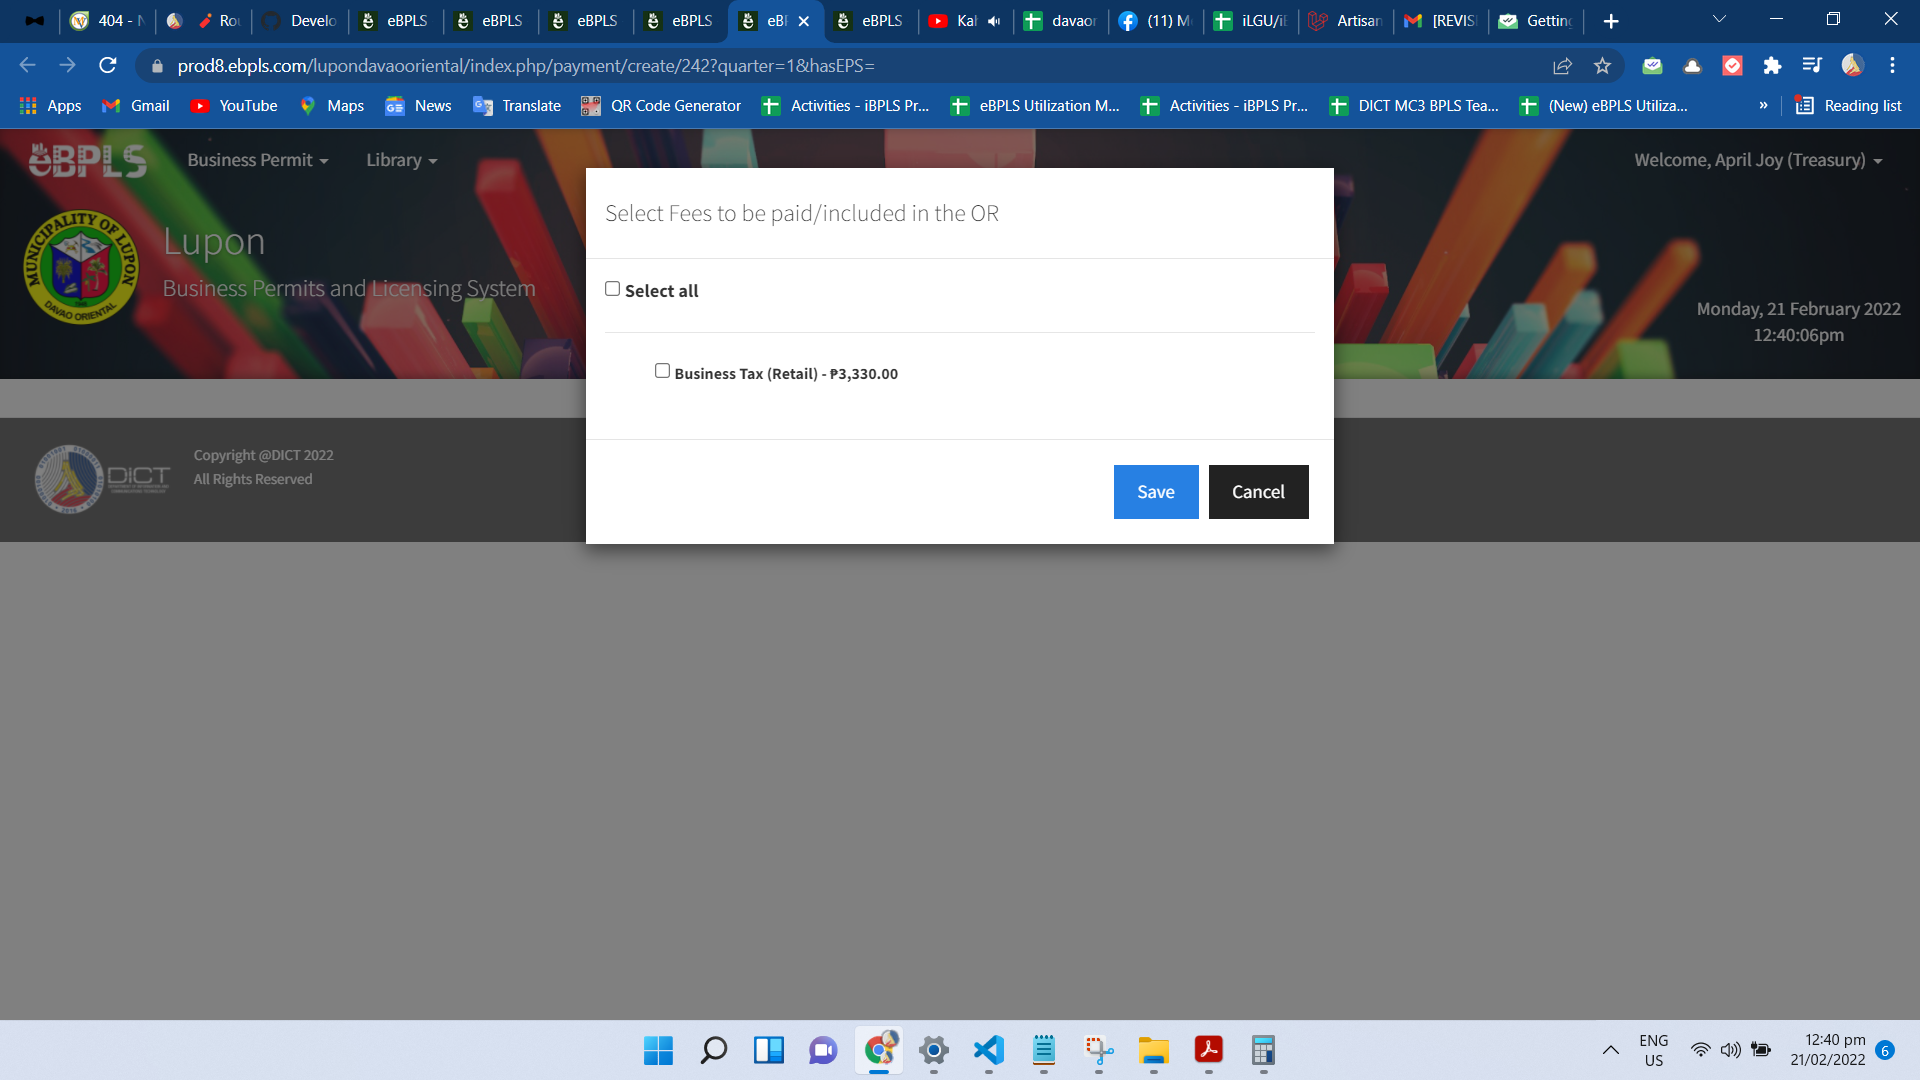 404 - N
Rou
Develo
eBPLS
eBPLS
eBPLS
eBPLS
eBP
eBPLS
Kal
davaor
(11) M
iLGU/iB
Artisan
[REVIS
Getting
prod8.ebpls.com/lupondavaooriental/index.php/payment/create/242?quarter=1&hasEPS=
Apps
Gmail
YouTube
Maps
News
Translate
QR Code Generator
Activities - iBPLS Pr...
eBPLS Utilization M...
Activities - iBPLS Pr...
DICT MC3 BPLS Tea...
(New) eBPLS Utiliza...
»
Reading list
eBPLS
Business Permit
Library
Welcome, April Joy (Treasury)
MUNICIPALITY OF LUPON
DAVAO ORIENTAL
Lupon
Business Permits and Licensing System
Monday, 21 February 2022
12:40:06pm
Select Fees to be paid/included in the OR
Select all
Business Tax (Retail) - ₱3,330.00
Save
Cancel
DICT
Copyright @DICT 2022
All Rights Reserved
ENG
US
12:40 pm
21/02/2022
6